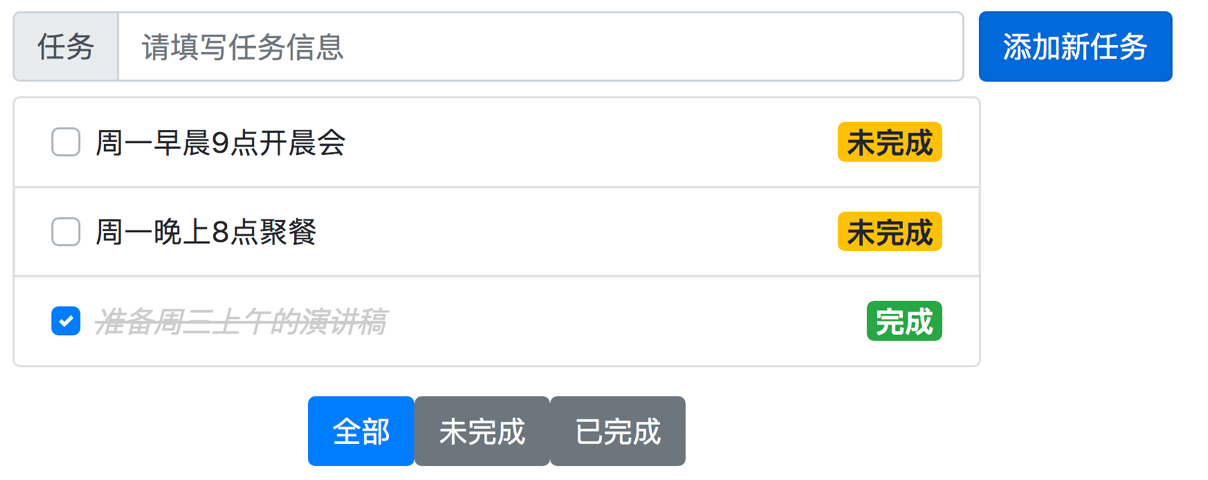 任务 请填写任务信息 添加新任务
周一早晨9点开晨会 未完成
周一晚上8点聚餐 未完成
准备周三上午的演讲稿 完成
全部 未完成 已完成